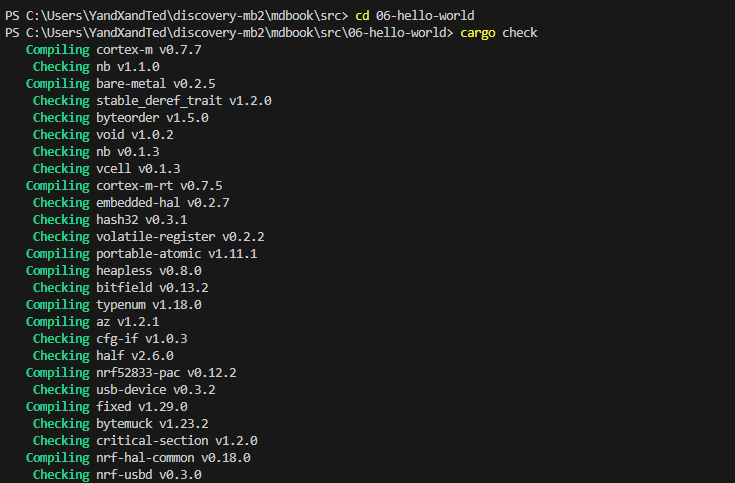 PS C:\Users\YandXandTed\discovery-mb2\mdbook\src> cd 06-hello-world
PS C:\Users\YandXandTed\discovery-mb2\mdbook\src\06-hello-world> cargo check
Compiling cortex-m v0.7.7
Checking nb v1.1.0
Compiling bare-metal v0.2.5
Checking stable_deref_trait v1.2.0
Checking byteorder v1.5.0
Checking void v1.0.2
Checking nb v0.1.3
Checking vcell v0.1.3
Compiling cortex-m-rt v0.7.5
Checking embedded-hal v0.2.7
Checking hash32 v0.3.1
Checking volatile-register v0.2.2
Compiling portable-atomic v1.11.1
Compiling heapless v0.8.0
Checking bitfield v0.13.2
Compiling typenum v1.18.0
Compiling az v1.2.1
Checking cfg-if v1.0.3
Checking half v2.6.0
Compiling nrf52833-pac v0.12.2
Checking usb-device v0.3.2
Compiling fixed v1.29.0
Checking bytemuck v1.23.2
Checking critical-section v1.2.0
Compiling nrf-hal-common v0.18.0
Checking nrf-usbd v0.3.0